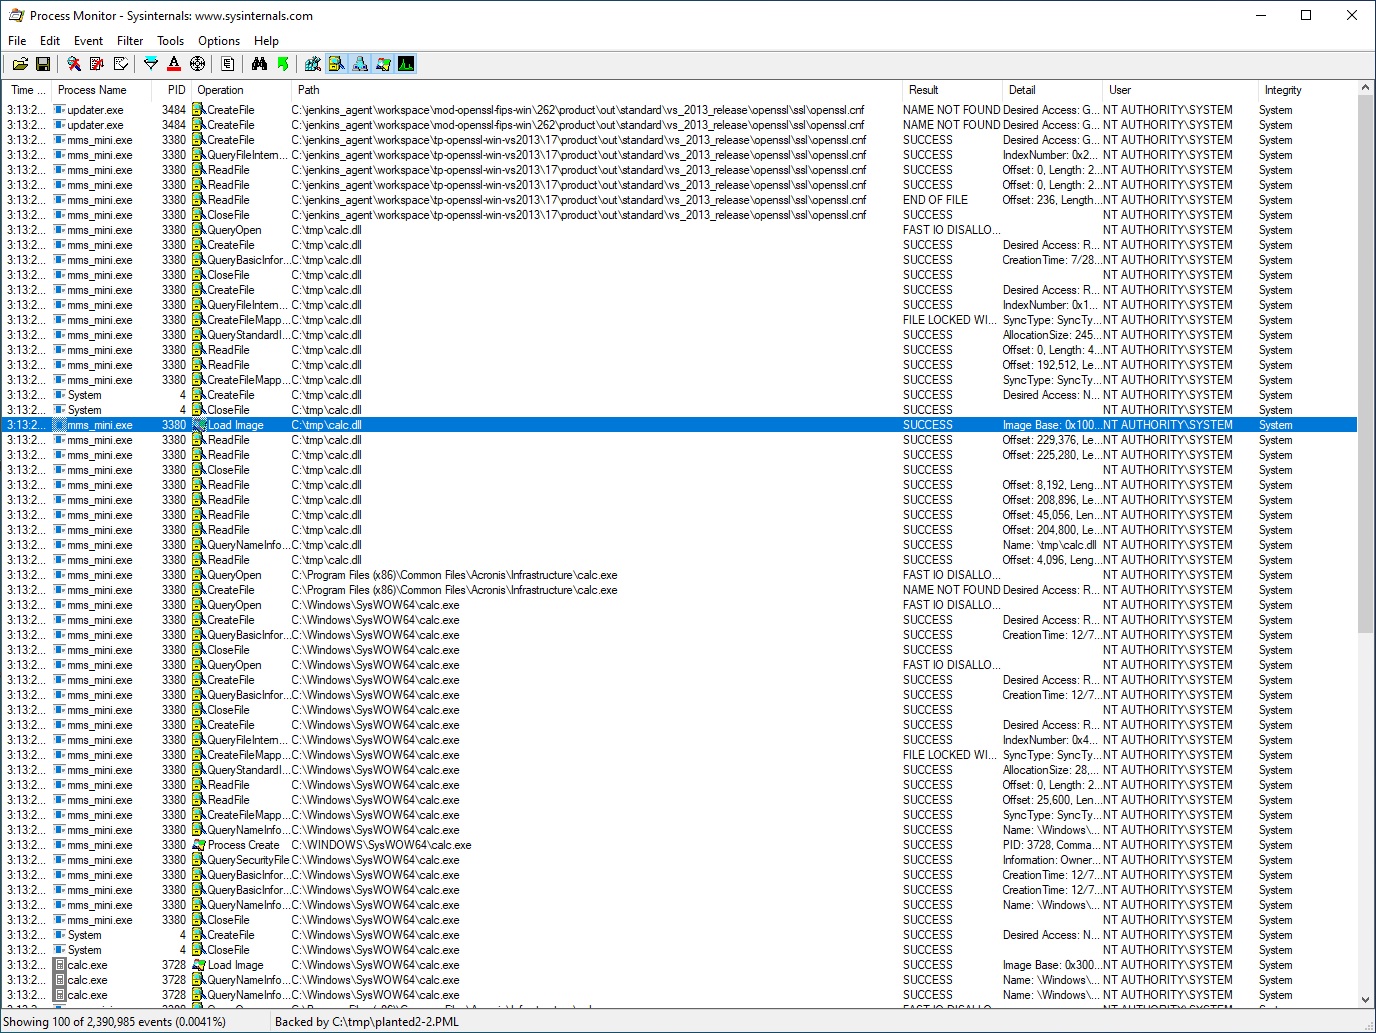 Process Monitor - Sysinternals: www.sysinternals.com
File Edit Event Filter Tools Options Help
Time ... Process Name PID Operation Path Result Detail User Integrity
3:13:2... updater.exe 3484 CreateFile C:\jenkins_agent\workspace\mod-openssl-fips-win\262\product\out\standard\vs_2013_release\openssl\ssl\openssl.cnf NAME NOT FOUND Desired Access: G... NT AUTHORITY\SYSTEM System
3:13:2... updater.exe 3484 CreateFile C:\jenkins_agent\workspace\mod-openssl-fips-win\262\product\out\standard\vs_2013_release\openssl\ssl\openssl.cnf NAME NOT FOUND Desired Access: G... NT AUTHORITY\SYSTEM System
3:13:2... mms_mini.exe 3380 CreateFile C:\jenkins_agent\workspace\tp-openssl-win-vs2013\17\product\out\standard\vs_2013_release\openssl\ssl\openssl.cnf SUCCESS Desired Access: G... NT AUTHORITY\SYSTEM System
3:13:2... mms_mini.exe 3380 QueryFileIntern... C:\jenkins_agent\workspace\tp-openssl-win-vs2013\17\product\out\standard\vs_2013_release\openssl\ssl\openssl.cnf SUCCESS IndexNumber: 0x2... NT AUTHORITY\SYSTEM System
3:13:2... mms_mini.exe 3380 ReadFile C:\jenkins_agent\workspace\tp-openssl-win-vs2013\17\product\out\standard\vs_2013_release\openssl\ssl\openssl.cnf SUCCESS Offset: 0, Length: 2... NT AUTHORITY\SYSTEM System
3:13:2... mms_mini.exe 3380 ReadFile C:\jenkins_agent\workspace\tp-openssl-win-vs2013\17\product\out\standard\vs_2013_release\openssl\ssl\openssl.cnf SUCCESS Offset: 0, Length: 2... NT AUTHORITY\SYSTEM System
3:13:2... mms_mini.exe 3380 ReadFile C:\jenkins_agent\workspace\tp-openssl-win-vs2013\17\product\out\standard\vs_2013_release\openssl\ssl\openssl.cnf END OF FILE Offset: 236, Length... NT AUTHORITY\SYSTEM System
3:13:2... mms_mini.exe 3380 CloseFile C:\jenkins_agent\workspace\tp-openssl-win-vs2013\17\product\out\standard\vs_2013_release\openssl\ssl\openssl.cnf SUCCESS NT AUTHORITY\SYSTEM System
3:13:2... mms_mini.exe 3380 QueryOpen C:\tmp\calc.dll FAST IO DISALLO... NT AUTHORITY\SYSTEM System
3:13:2... mms_mini.exe 3380 CreateFile C:\tmp\calc.dll SUCCESS Desired Access: R... NT AUTHORITY\SYSTEM System
3:13:2... mms_mini.exe 3380 QueryBasicInfor... C:\tmp\calc.dll SUCCESS CreationTime: 7/28... NT AUTHORITY\SYSTEM System
3:13:2... mms_mini.exe 3380 CloseFile C:\tmp\calc.dll SUCCESS NT AUTHORITY\SYSTEM System
3:13:2... mms_mini.exe 3380 CreateFile C:\tmp\calc.dll SUCCESS Desired Access: R... NT AUTHORITY\SYSTEM System
3:13:2... mms_mini.exe 3380 QueryFileIntern... C:\tmp\calc.dll SUCCESS IndexNumber: 0x1... NT AUTHORITY\SYSTEM System
3:13:2... mms_mini.exe 3380 CreateFileMapp... C:\tmp\calc.dll FILE LOCKED WI... SyncType: SyncTy... NT AUTHORITY\SYSTEM System
3:13:2... mms_mini.exe 3380 QueryStandardI... C:\tmp\calc.dll SUCCESS AllocationSize: 245... NT AUTHORITY\SYSTEM System
3:13:2... mms_mini.exe 3380 ReadFile C:\tmp\calc.dll SUCCESS Offset: 0, Length: 4... NT AUTHORITY\SYSTEM System
3:13:2... mms_mini.exe 3380 ReadFile C:\tmp\calc.dll SUCCESS Offset: 192,512, Le... NT AUTHORITY\SYSTEM System
3:13:2... mms_mini.exe 3380 CreateFileMapp... C:\tmp\calc.dll SUCCESS SyncType: SyncTy... NT AUTHORITY\SYSTEM System
3:13:2... System 4 CreateFile C:\tmp\calc.dll SUCCESS Desired Access: N... NT AUTHORITY\SYSTEM System
3:13:2... System 4 CloseFile C:\tmp\calc.dll SUCCESS NT AUTHORITY\SYSTEM System
3:13:2... mms_mini.exe 3380 Load Image C:\tmp\calc.dll SUCCESS Image Base: 0x100... NT AUTHORITY\SYSTEM System
3:13:2... mms_mini.exe 3380 ReadFile C:\tmp\calc.dll SUCCESS Offset: 229,376, Le... NT AUTHORITY\SYSTEM System
3:13:2... mms_mini.exe 3380 ReadFile C:\tmp\calc.dll SUCCESS Offset: 225,280, Le... NT AUTHORITY\SYSTEM System
3:13:2... mms_mini.exe 3380 CloseFile C:\tmp\calc.dll SUCCESS NT AUTHORITY\SYSTEM System
3:13:2... mms_mini.exe 3380 ReadFile C:\tmp\calc.dll SUCCESS Offset: 8,192, Leng... NT AUTHORITY\SYSTEM System
3:13:2... mms_mini.exe 3380 ReadFile C:\tmp\calc.dll SUCCESS Offset: 208,896, Le... NT AUTHORITY\SYSTEM System
3:13:2... mms_mini.exe 3380 ReadFile C:\tmp\calc.dll SUCCESS Offset: 45,056, Len... NT AUTHORITY\SYSTEM System
3:13:2... mms_mini.exe 3380 ReadFile C:\tmp\calc.dll SUCCESS Offset: 204,800, Le... NT AUTHORITY\SYSTEM System
3:13:2... mms_mini.exe 3380 QueryNameInfo... C:\tmp\calc.dll SUCCESS Name: \tmp\calc.dll NT AUTHORITY\SYSTEM System
3:13:2... mms_mini.exe 3380 ReadFile C:\tmp\calc.dll SUCCESS Offset: 4,096, Leng... NT AUTHORITY\SYSTEM System
3:13:2... mms_mini.exe 3380 QueryOpen C:\Program Files (x86)\Common Files\Acronis\Infrastructure\calc.exe FAST IO DISALLO... NT AUTHORITY\SYSTEM System
3:13:2... mms_mini.exe 3380 CreateFile C:\Program Files (x86)\Common Files\Acronis\Infrastructure\calc.exe NAME NOT FOUND Desired Access: R... NT AUTHORITY\SYSTEM System
3:13:2... mms_mini.exe 3380 QueryOpen C:\Windows\SysWOW64\calc.exe FAST IO DISALLO... NT AUTHORITY\SYSTEM System
3:13:2... mms_mini.exe 3380 CreateFile C:\Windows\SysWOW64\calc.exe SUCCESS Desired Access: R... NT AUTHORITY\SYSTEM System
3:13:2... mms_mini.exe 3380 QueryBasicInfor... C:\Windows\SysWOW64\calc.exe SUCCESS CreationTime: 12/7... NT AUTHORITY\SYSTEM System
3:13:2... mms_mini.exe 3380 CloseFile C:\Windows\SysWOW64\calc.exe SUCCESS NT AUTHORITY\SYSTEM System
3:13:2... mms_mini.exe 3380 QueryOpen C:\Windows\SysWOW64\calc.exe FAST IO DISALLO... NT AUTHORITY\SYSTEM System
3:13:2... mms_mini.exe 3380 CreateFile C:\Windows\SysWOW64\calc.exe SUCCESS Desired Access: R... NT AUTHORITY\SYSTEM System
3:13:2... mms_mini.exe 3380 QueryBasicInfor... C:\Windows\SysWOW64\calc.exe SUCCESS CreationTime: 12/7... NT AUTHORITY\SYSTEM System
3:13:2... mms_mini.exe 3380 CloseFile C:\Windows\SysWOW64\calc.exe SUCCESS NT AUTHORITY\SYSTEM System
3:13:2... mms_mini.exe 3380 CreateFile C:\Windows\SysWOW64\calc.exe SUCCESS Desired Access: R... NT AUTHORITY\SYSTEM System
3:13:2... mms_mini.exe 3380 QueryFileIntern... C:\Windows\SysWOW64\calc.exe SUCCESS IndexNumber: 0x4... NT AUTHORITY\SYSTEM System
3:13:2... mms_mini.exe 3380 CreateFileMapp... C:\Windows\SysWOW64\calc.exe FILE LOCKED WI... SyncType: SyncTy... NT AUTHORITY\SYSTEM System
3:13:2... mms_mini.exe 3380 QueryStandardI... C:\Windows\SysWOW64\calc.exe SUCCESS AllocationSize: 28,... NT AUTHORITY\SYSTEM System
3:13:2... mms_mini.exe 3380 ReadFile C:\Windows\SysWOW64\calc.exe SUCCESS Offset: 0, Length: 2... NT AUTHORITY\SYSTEM System
3:13:2... mms_mini.exe 3380 ReadFile C:\Windows\SysWOW64\calc.exe SUCCESS Offset: 25,600, Len... NT AUTHORITY\SYSTEM System
3:13:2... mms_mini.exe 3380 CreateFileMapp... C:\Windows\SysWOW64\calc.exe SUCCESS SyncType: SyncTy... NT AUTHORITY\SYSTEM System
3:13:2... mms_mini.exe 3380 QueryNameInfo... C:\Windows\SysWOW64\calc.exe SUCCESS Name: \Windows\... NT AUTHORITY\SYSTEM System
3:13:2... mms_mini.exe 3380 Process Create C:\WINDOWS\SysWOW64\calc.exe SUCCESS PID: 3728, Comma... NT AUTHORITY\SYSTEM System
3:13:2... mms_mini.exe 3380 QuerySecurityFile C:\Windows\SysWOW64\calc.exe SUCCESS Information: Owner... NT AUTHORITY\SYSTEM System
3:13:2... mms_mini.exe 3380 QueryBasicInfor... C:\Windows\SysWOW64\calc.exe SUCCESS CreationTime: 12/7... NT AUTHORITY\SYSTEM System
3:13:2... mms_mini.exe 3380 QueryBasicInfor... C:\Windows\SysWOW64\calc.exe SUCCESS CreationTime: 12/7... NT AUTHORITY\SYSTEM System
3:13:2... mms_mini.exe 3380 QueryNameInfo... C:\Windows\SysWOW64\calc.exe SUCCESS Name: \Windows\... NT AUTHORITY\SYSTEM System
3:13:2... mms_mini.exe 3380 CloseFile C:\Windows\SysWOW64\calc.exe SUCCESS NT AUTHORITY\SYSTEM System
3:13:2... System 4 CreateFile C:\Windows\SysWOW64\calc.exe SUCCESS Desired Access: N... NT AUTHORITY\SYSTEM System
3:13:2... System 4 CloseFile C:\Windows\SysWOW64\calc.exe SUCCESS NT AUTHORITY\SYSTEM System
3:13:2... calc.exe 3728 Load Image C:\Windows\SysWOW64\calc.exe SUCCESS Image Base: 0x300... NT AUTHORITY\SYSTEM System
3:13:2... calc.exe 3728 QueryNameInfo... C:\Windows\SysWOW64\calc.exe SUCCESS Name: \Windows\... NT AUTHORITY\SYSTEM System
3:13:2... calc.exe 3728 QueryNameInfo... C:\Windows\SysWOW64\calc.exe SUCCESS Name: \Windows\... NT AUTHORITY\SYSTEM System
Showing 100 of 2,390,985 events (0.0041%) Backed by C:\tmp\planted2-2.PML